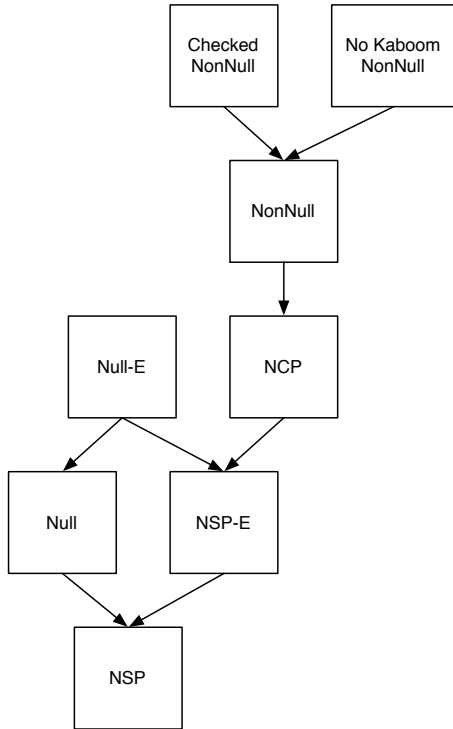 Checked
NonNull
No Kaboom
NonNull
NonNull
Null-E
NCP
Null
NSP-E
NSP